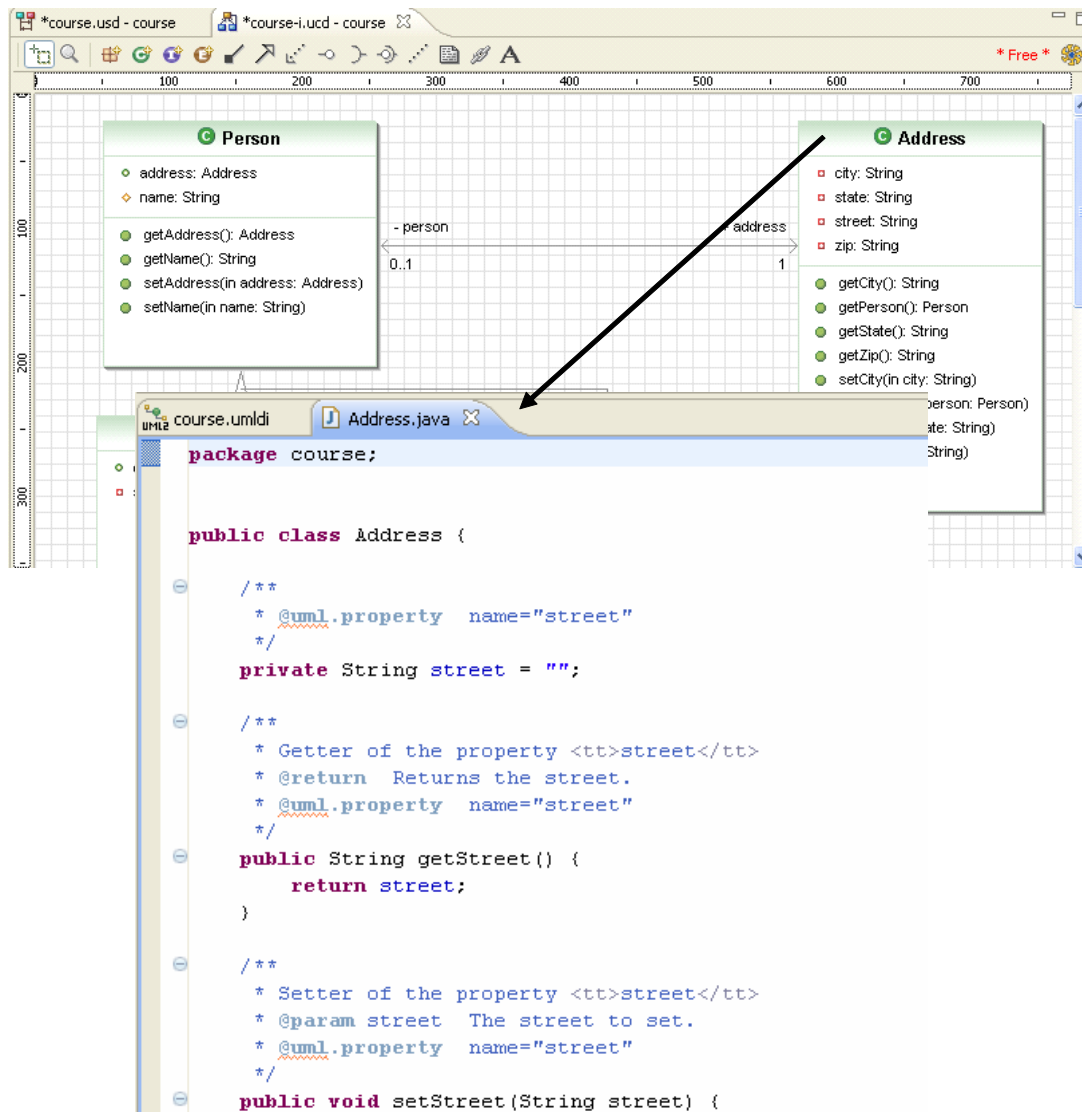 *course.usd - course
*course-i.ucd - course
A
* Free *
100 200 300 400 500 600 700
C Person
address: Address
name: String
getAddress(): Address
getName(): String
setAddress(in address: Address)
setName(in name: String)
- person
0..1
address
1
C Address
city: String
state: String
street: String
zip: String
getCity(): String
getPerson(): Person
getState(): String
getZip(): String
setCity(in city: String)
person: Person)
ate: String)
String)
100
200
300
UML2 course.umldi
J Address.java
package course;
public class Address {
/**
* @uml.property name="street"
*/
private String street = "";
/**
* Getter of the property <tt>street</tt>
* @return Returns the street.
* @uml.property name="street"
*/
public String getStreet() {
return street;
}
/**
* Setter of the property <tt>street</tt>
* @param street The street to set.
* @uml.property name="street"
*/
public void setStreet(String street) {